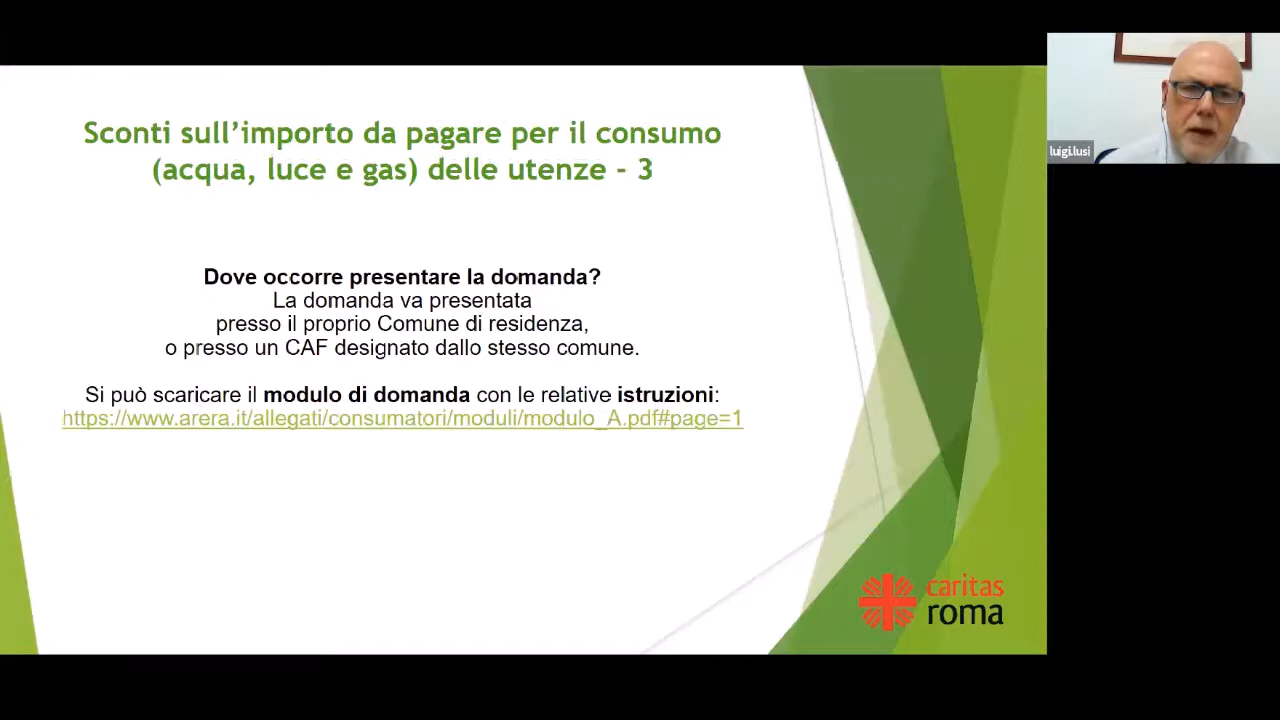 Sconti sull'importo da pagare per il consumo
(acqua, luce e gas) delle utenze - 3
Dove occorre presentare la domanda?
La domanda va presentata
presso il proprio Comune di residenza,
o presso un CAF designato dallo stesso comune.
Si può scaricare il modulo di domanda con le relative istruzioni:
https://www.arera.it/allegati/consumatori/moduli/modulo_A.pdf#page=1
caritas
roma
luigi.lusi